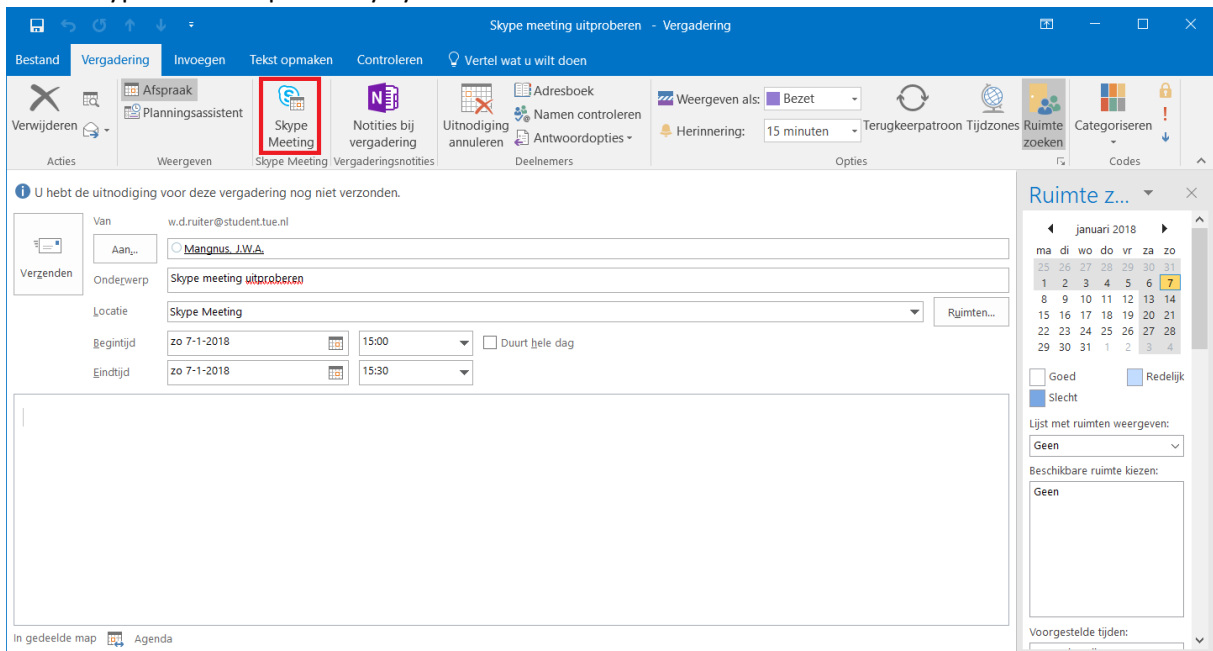 Skype meeting uitproberen - Vergadering
Bestand Vergadering Invoegen Tekst opmaken Controleren Vertel wat u wilt doen
Verwijderen
Acties
Afspraak
Planningsassistent
Weergeven
Skype Meeting
Skype Meeting
Notities bij vergadering
Vergaderingsnotities
Uitnodiging annuleren
Adresboek
Namen controleren
Antwoordopties
Deelnemers
Weergeven als: Bezet
Herinnering: 15 minuten
Terugkeerpatroon Tijdzones
Ruimte zoeken
Opties
Categoriseren
Codes
U hebt de uitnodiging voor deze vergadering nog niet verzonden.
Verzenden
Van w.d.ruiter@student.tue.nl
Aan... Mangnus, J.W.A.
Onderwerp Skype meeting uitproberen
Locatie Skype Meeting Ruimten...
Begintijd zo 7-1-2018 15:00 Duurt hele dag
Eindtijd zo 7-1-2018 15:30
In gedeelde map Agenda
Ruimte z...
januari 2018
ma di wo do vr za zo
25 26 27 28 29 30 31
1 2 3 4 5 6 7
8 9 10 11 12 13 14
15 16 17 18 19 20 21
22 23 24 25 26 27 28
29 30 31 1 2 3 4
Goed Redelijk
Slecht
Lijst met ruimten weergeven:
Geen
Beschikbare ruimte kiezen:
Geen
Voorgestelde tijden: